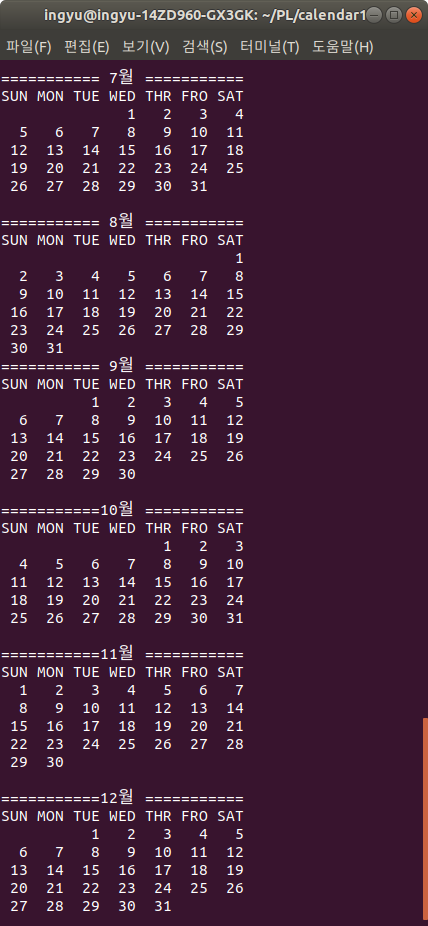 ingyu@ingyu-14ZD960-GX3GK: ~/PL/calendar1
파일(F) 편집(E) 보기(V) 검색(S) 터미널(T) 도움말(H)
=========== 7월 ===========
SUN MON TUE WED THR FRO SAT
              1   2   3   4
  5   6   7   8   9  10  11
 12  13  14  15  16  17  18
 19  20  21  22  23  24  25
 26  27  28  29  30  31
=========== 8월 ===========
SUN MON TUE WED THR FRO SAT
                          1
  2   3   4   5   6   7   8
  9  10  11  12  13  14  15
 16  17  18  19  20  21  22
 23  24  25  26  27  28  29
 30  31
=========== 9월 ===========
SUN MON TUE WED THR FRO SAT
          1   2   3   4   5
  6   7   8   9  10  11  12
 13  14  15  16  17  18  19
 20  21  22  23  24  25  26
 27  28  29  30
===========10월 ===========
SUN MON TUE WED THR FRO SAT
                  1   2   3
  4   5   6   7   8   9  10
 11  12  13  14  15  16  17
 18  19  20  21  22  23  24
 25  26  27  28  29  30  31
===========11월 ===========
SUN MON TUE WED THR FRO SAT
  1   2   3   4   5   6   7
  8   9  10  11  12  13  14
 15  16  17  18  19  20  21
 22  23  24  25  26  27  28
 29  30
===========12월 ===========
SUN MON TUE WED THR FRO SAT
          1   2   3   4   5
  6   7   8   9  10  11  12
 13  14  15  16  17  18  19
 20  21  22  23  24  25  26
 27  28  29  30  31